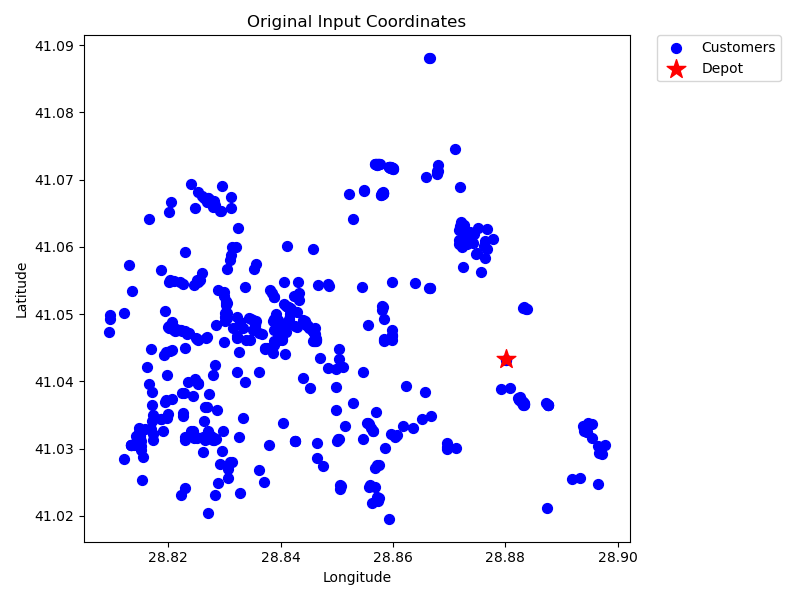 Original Input Coordinates
Customers
Depot
41.09
41.08
41.07
41.06
41.05
41.04
41.03
41.02
Latitude
28.82
28.84
28.86
28.88
28.90
Longitude